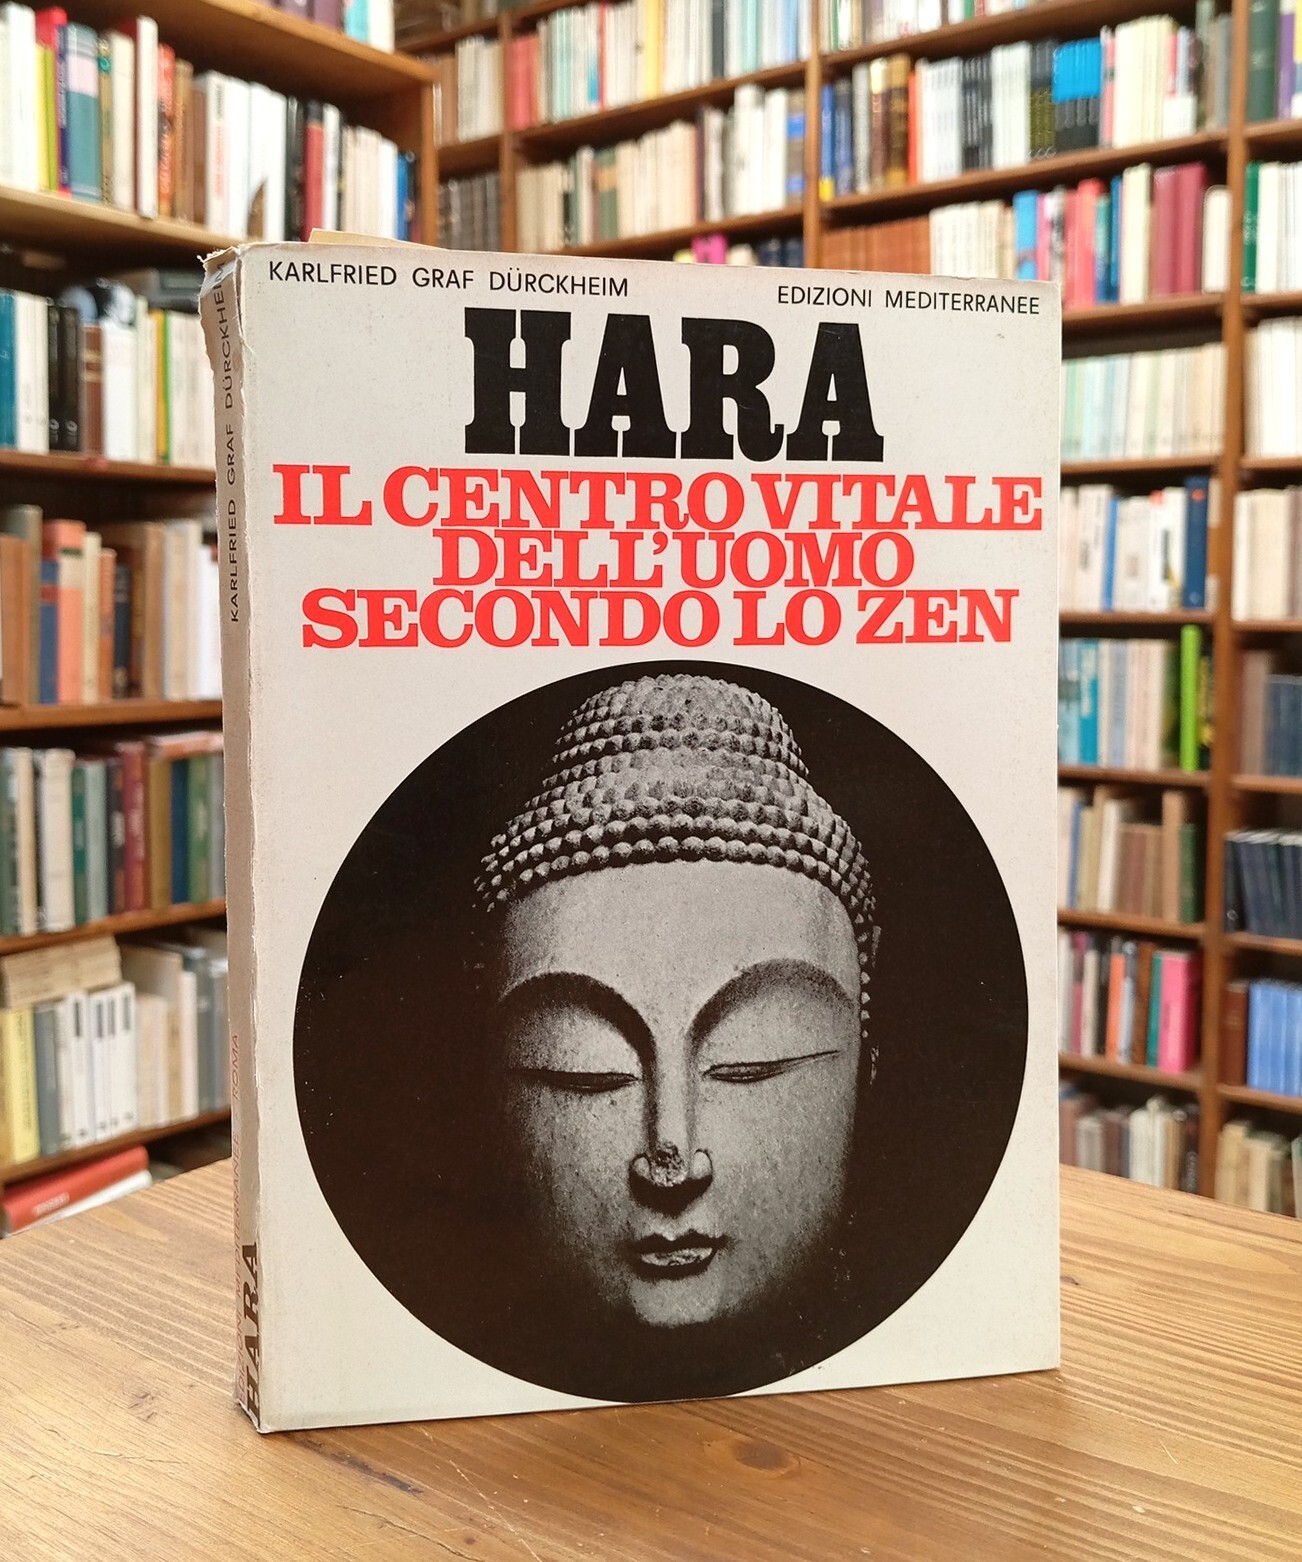 KARLFRIED GRAF DÜRCKHEIM
EDIZIONI MEDITERRANEE
HARA
IL CENTRO VITALE
DELL'UOMO
SECONDO LO ZEN
KARLFRIED GRAF DÜRCKHEIM
HARA